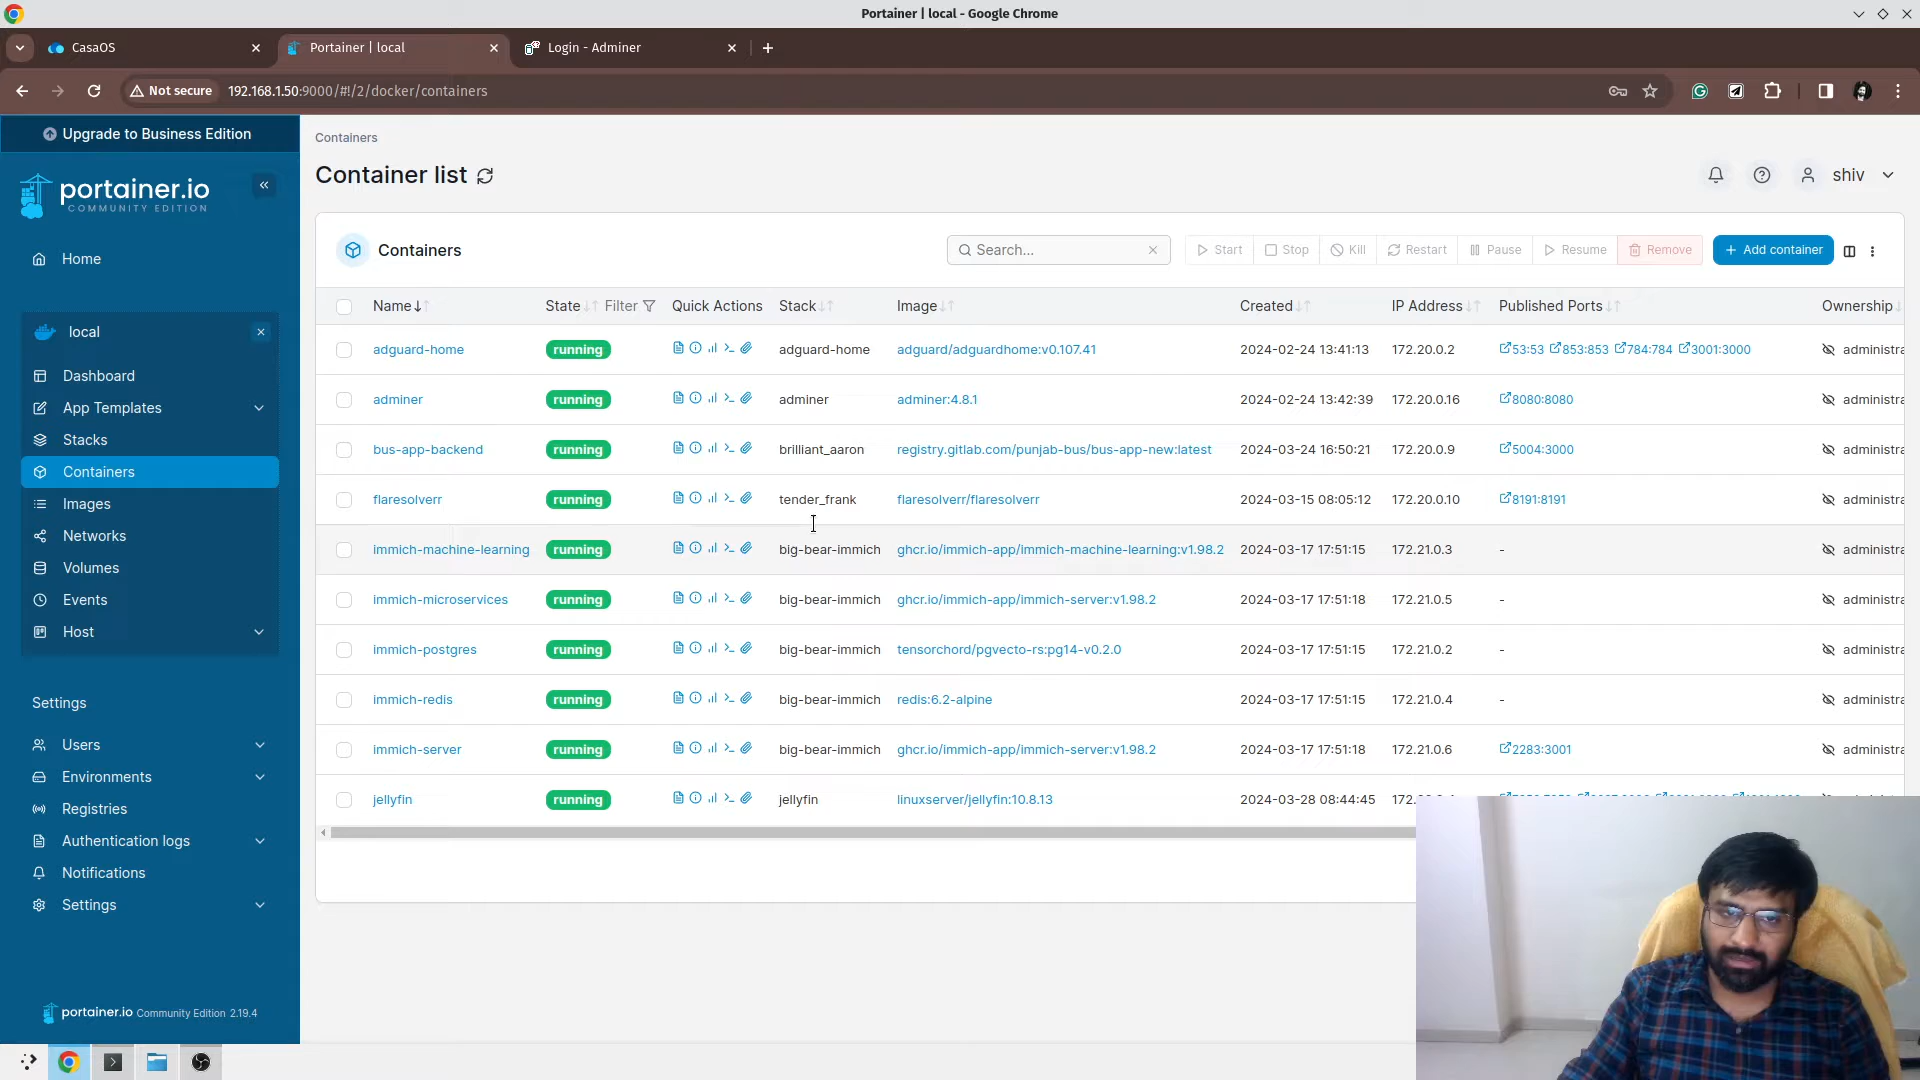 Portainer | local - Google Chrome
CasaOS
Portainer | local
Login - Adminer
Not secure
192.168.1.50:9000/#!/2/docker/containers
Upgrade to Business Edition
portainer.io
COMMUNITY EDITION
Home
local
Dashboard
App Templates
Stacks
Containers
Images
Networks
Volumes
Events
Host
Settings
Users
Environments
Registries
Authentication logs
Notifications
Settings
portainer.io Community Edition 2.19.4
Containers
Container list
shiv
Containers
Search...
Start Stop Kill Restart Pause Resume Remove
+ Add container
Name State Filter Quick Actions Stack Image Created IP Address Published Ports Ownership
adguard-home running adguard-home adguard/adguardhome:v0.107.41 2024-02-24 13:41:13 172.20.0.2 53:53 853:853 784:784 3001:3000 administra
adminer running adminer adminer:4.8.1 2024-02-24 13:42:39 172.20.0.16 8080:8080 administra
bus-app-backend running brilliant_aaron registry.gitlab.com/punjab-bus/bus-app-new:latest 2024-03-24 16:50:21 172.20.0.9 5004:3000 administra
flaresolverr running tender_frank flaresolverr/flaresolverr 2024-03-15 08:05:12 172.20.0.10 8191:8191 administra
immich-machine-learning running big-bear-immich ghcr.io/immich-app/immich-machine-learning:v1.98.2 2024-03-17 17:51:15 172.21.0.3 - administra
immich-microservices running big-bear-immich ghcr.io/immich-app/immich-server:v1.98.2 2024-03-17 17:51:18 172.21.0.5 - administra
immich-postgres running big-bear-immich tensorchord/pgvecto-rs:pg14-v0.2.0 2024-03-17 17:51:15 172.21.0.2 - administra
immich-redis running big-bear-immich redis:6.2-alpine 2024-03-17 17:51:15 172.21.0.4 - administra
immich-server running big-bear-immich ghcr.io/immich-app/immich-server:v1.98.2 2024-03-17 17:51:18 172.21.0.6 2283:3001 administra
jellyfin running jellyfin linuxserver/jellyfin:10.8.13 2024-03-28 08:44:45 172.